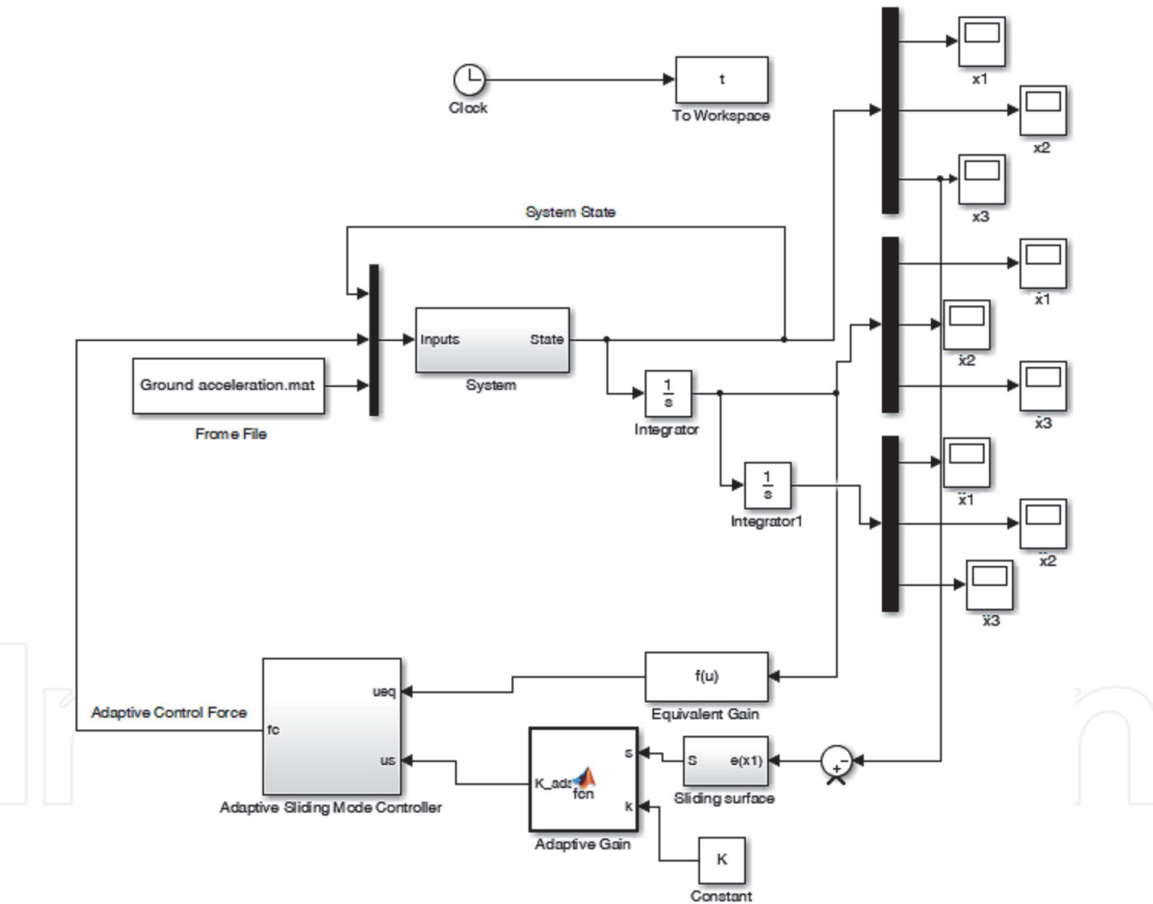 x1
t
Clock
To Workspace
x2
x3
System State
ẋ1
Inputs
State
System
ẋ2
Ground acceleration.mat
Frome File
1
s
Integrator
ẋ3
1
s
Integrator1
ẍ1
ẍ2
ẍ3
ueq
f(u)
Equivalent Gain
Adaptive Control Force
fc
us
Adaptive Sliding Mode Controller
s
K_ada
fcn
k
Adaptive Gain
S
e(x1)
Sliding surface
+
−
K
Constant